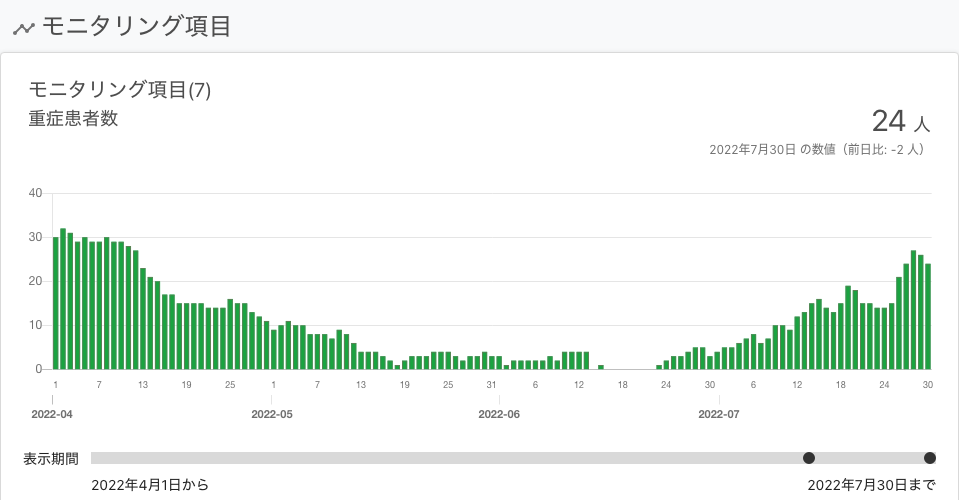 モニタリング項目
モニタリング項目(7)
重症患者数
24 人
2022年7月30日 の数値（前日比: -2 人）
40
30
20
10
0
1 7 13 19 25 1 7 13 19 25 31 6 12 18 24 30 6 12 18 24 30
2022-04 2022-05 2022-06 2022-07
表示期間
2022年4月1日から 2022年7月30日まで